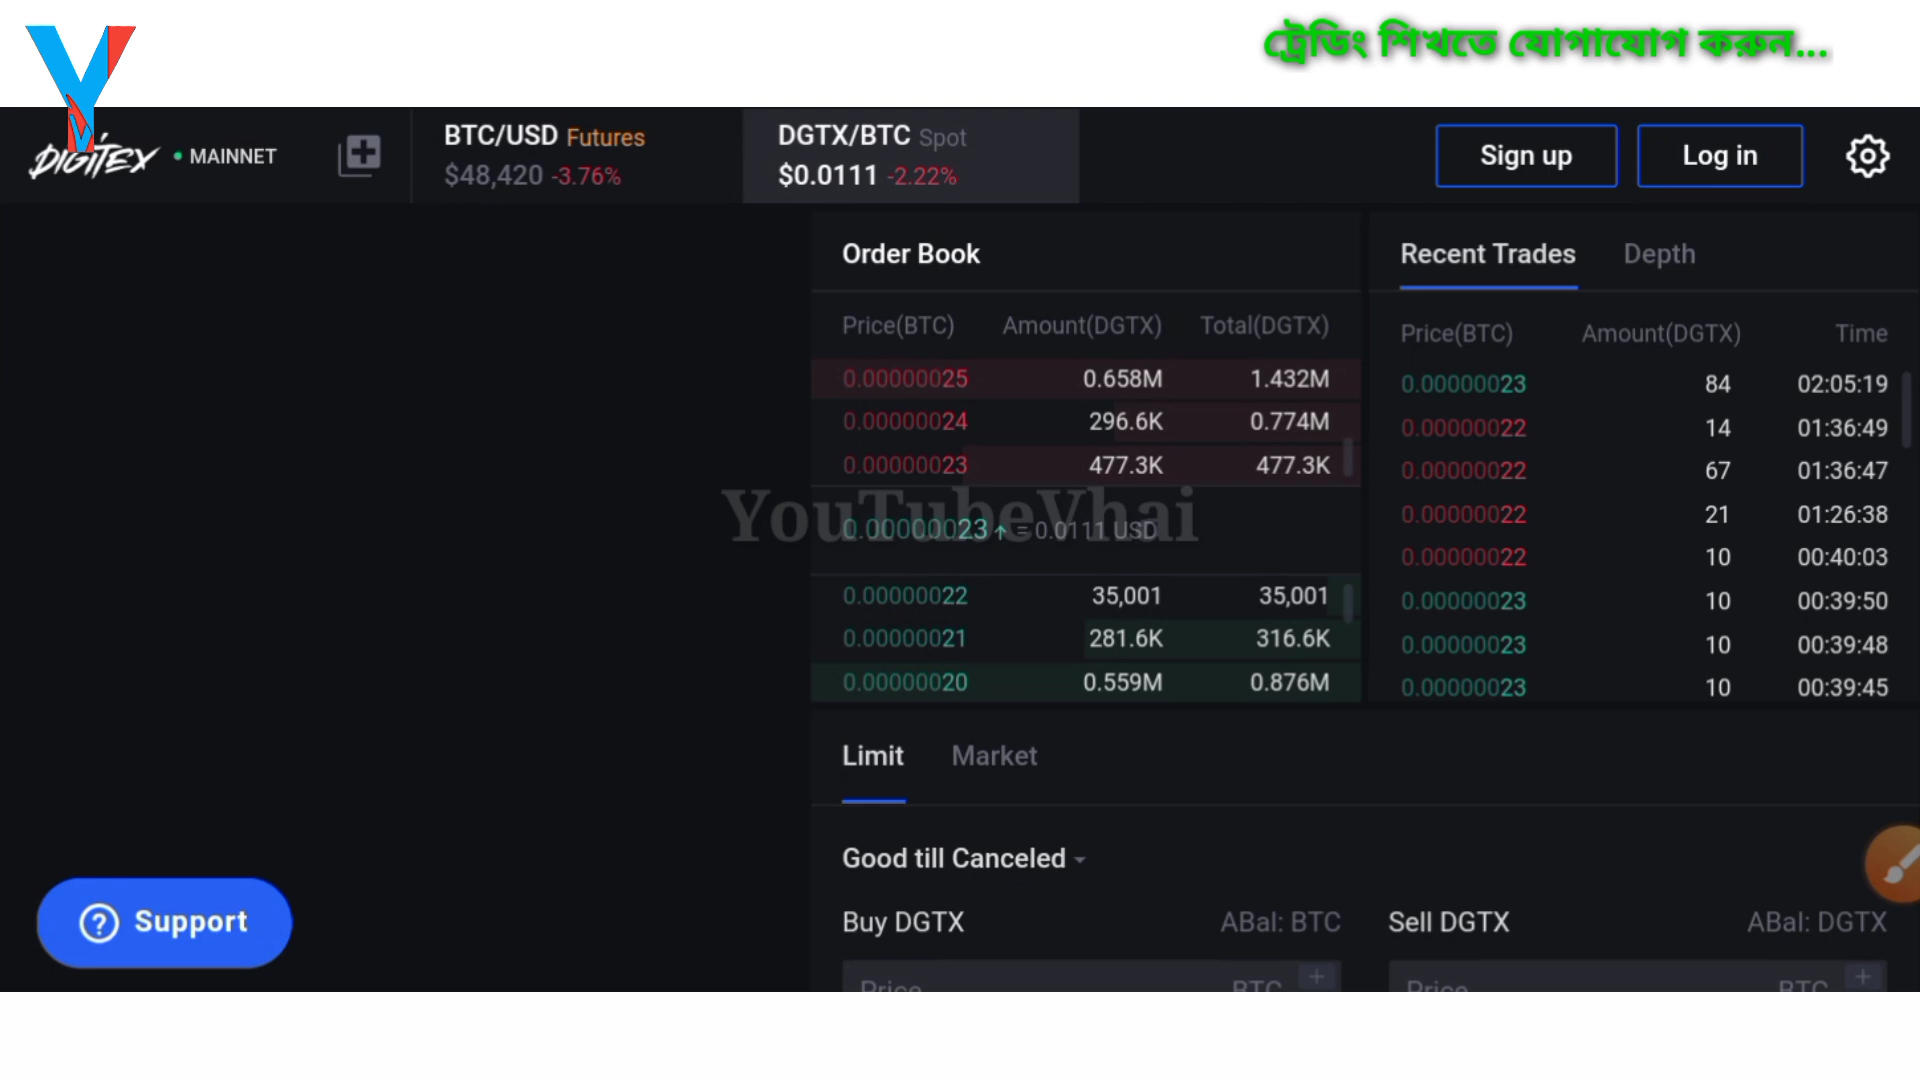 ট্রেডিং শিখতে যোগাযোগ করুন...
DIGITEX • MAINNET
BTC/USD Futures
$48,420 -3.76%
DGTX/BTC Spot
$0.0111 -2.22%
Sign up
Log in
Order Book
Price(BTC) Amount(DGTX) Total(DGTX)
0.00000025 0.658M 1.432M
0.00000024 296.6K 0.774M
0.00000023 477.3K 477.3K
YouTubeVhai
0.00000023 ↑ = 0.0111 USD
0.00000022 35,001 35,001
0.00000021 281.6K 316.6K
0.00000020 0.559M 0.876M
Recent Trades Depth
Price(BTC) Amount(DGTX) Time
0.00000023 84 02:05:19
0.00000022 14 01:36:49
0.00000022 67 01:36:47
0.00000022 21 01:26:38
0.00000022 10 00:40:03
0.00000023 10 00:39:50
0.00000023 10 00:39:48
0.00000023 10 00:39:45
Limit Market
Good till Canceled
Buy DGTX ABal: BTC
Price BTC +
Sell DGTX ABal: DGTX
Price BTC +
Support